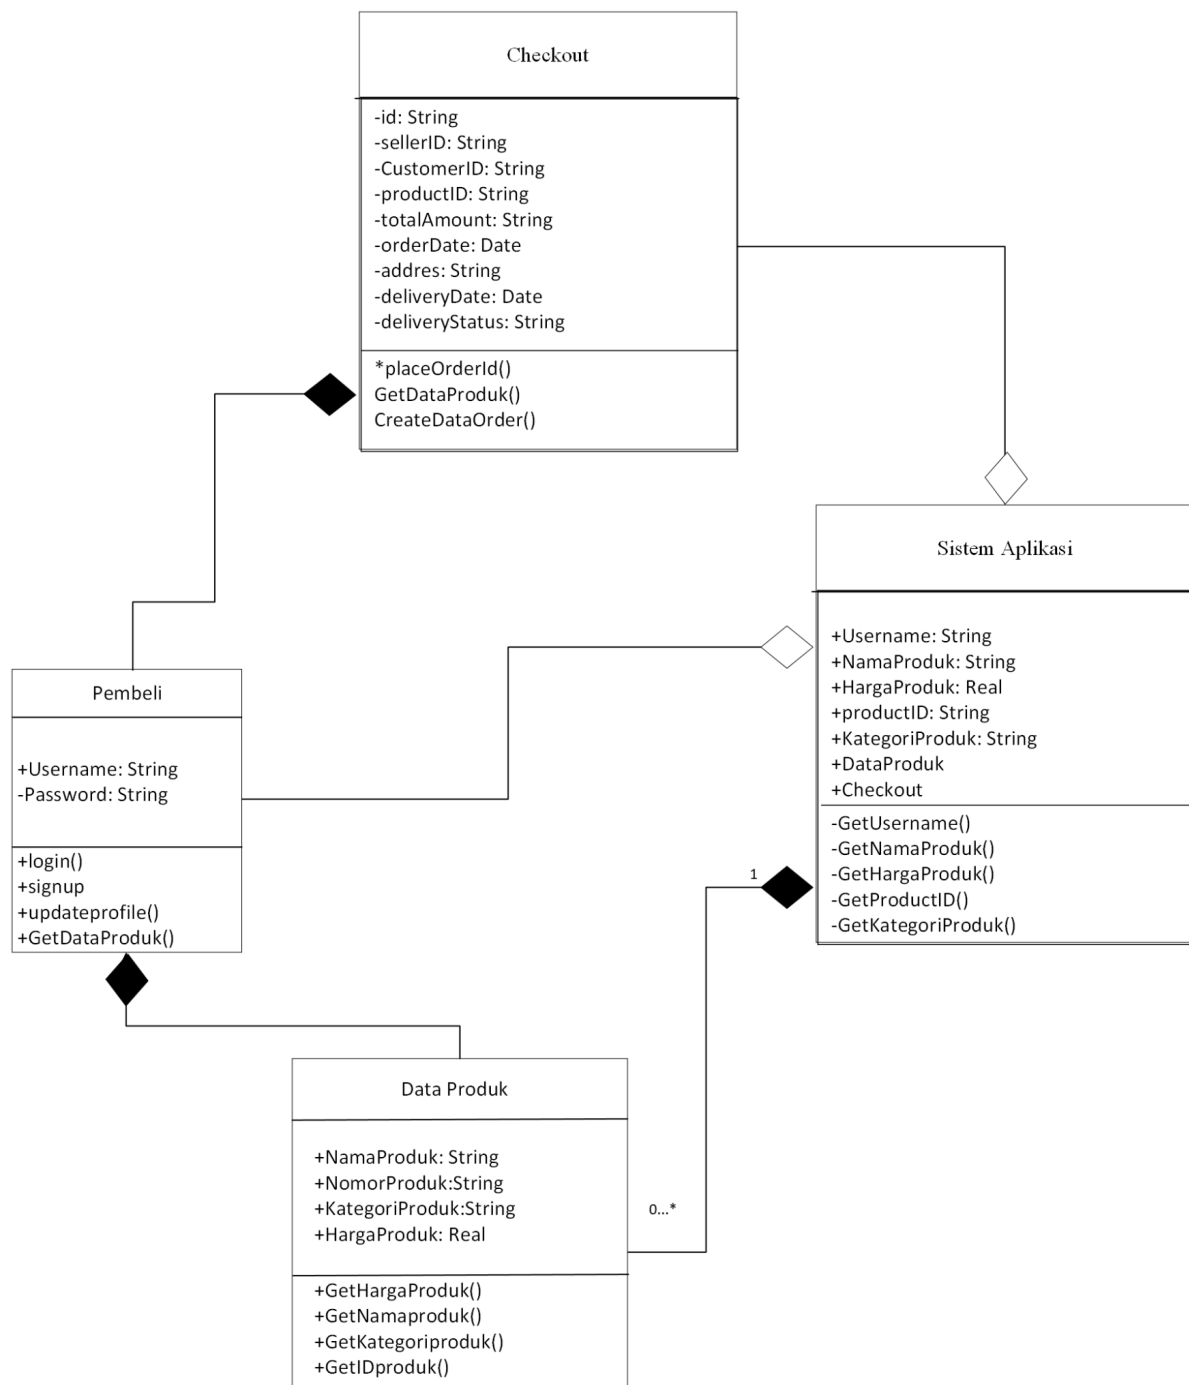 Checkout
-id: String
-sellerID: String
-CustomerID: String
-productID: String
-totalAmount: String
-orderDate: Date
-addres: String
-deliveryDate: Date
-deliveryStatus: String
*placeOrderId()
GetDataProduk()
CreateDataOrder()
Sistem Aplikasi
+Username: String
+NamaProduk: String
+HargaProduk: Real
+productID: String
+KategoriProduk: String
+DataProduk
+Checkout
-GetUsername()
-GetNamaProduk()
-GetHargaProduk()
-GetProductID()
-GetKategoriProduk()
Pembeli
+Username: String
-Password: String
+login()
+signup
+updateprofile()
+GetDataProduk()
1
0...*
Data Produk
+NamaProduk: String
+NomorProduk:String
+KategoriProduk:String
+HargaProduk: Real
+GetHargaProduk()
+GetNamaproduk()
+GetKategoriproduk()
+GetIDproduk()